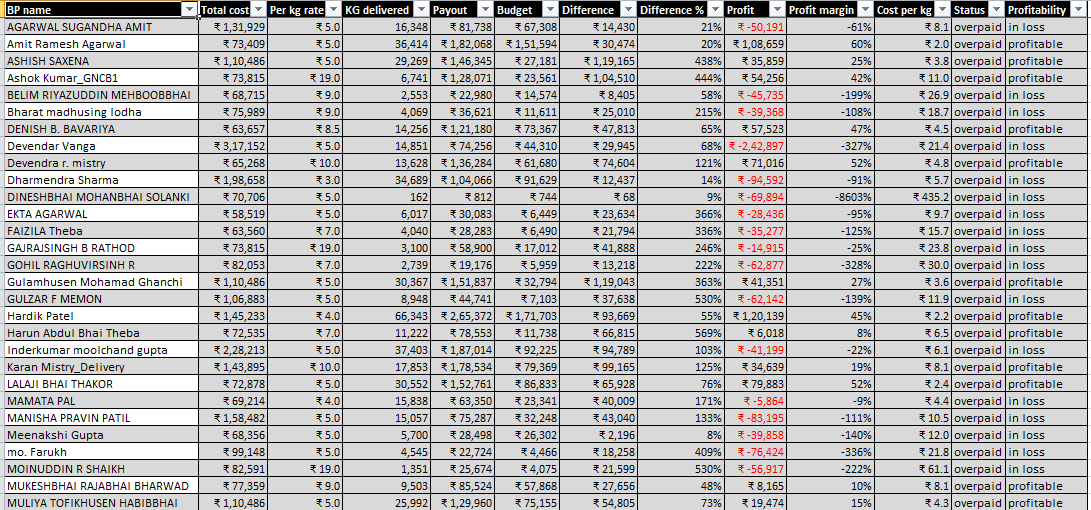 BP name Total cost Per kg rate KG delivered Payout Budget Difference Difference % Profit Profit margin Cost per kg Status Profitability
AGARWAL SUGANDHA AMIT ₹ 1,31,929 ₹ 5.0 16,348 ₹ 81,738 ₹ 67,308 ₹ 14,430 21% ₹ -50,191 -61% ₹ 8.1 overpaid in loss
Amit Ramesh Agarwal ₹ 73,409 ₹ 5.0 36,414 ₹ 1,82,068 ₹ 1,51,594 ₹ 30,474 20% ₹ 1,08,659 60% ₹ 2.0 overpaid profitable
ASHISH SAXENA ₹ 1,10,486 ₹ 5.0 29,269 ₹ 1,46,345 ₹ 27,181 ₹ 1,19,165 438% ₹ 35,859 25% ₹ 3.8 overpaid profitable
Ashok Kumar_GNCB1 ₹ 73,815 ₹ 19.0 6,741 ₹ 1,28,071 ₹ 23,561 ₹ 1,04,510 444% ₹ 54,256 42% ₹ 11.0 overpaid profitable
BELIM RIYAZUDDIN MEHBOOBBHAI ₹ 68,715 ₹ 9.0 2,553 ₹ 22,980 ₹ 14,574 ₹ 8,405 58% ₹ -45,735 -199% ₹ 26.9 overpaid in loss
Bharat madhusing lodha ₹ 75,989 ₹ 9.0 4,069 ₹ 36,621 ₹ 11,611 ₹ 25,010 215% ₹ -39,368 -108% ₹ 18.7 overpaid in loss
DENISH B. BAVARIYA ₹ 63,657 ₹ 8.5 14,256 ₹ 1,21,180 ₹ 73,367 ₹ 47,813 65% ₹ 57,523 47% ₹ 4.5 overpaid profitable
Devendar Vanga ₹ 3,17,152 ₹ 5.0 14,851 ₹ 74,256 ₹ 44,310 ₹ 29,945 68% ₹ -2,42,897 -327% ₹ 21.4 overpaid in loss
Devendra r. mistry ₹ 65,268 ₹ 10.0 13,628 ₹ 1,36,284 ₹ 61,680 ₹ 74,604 121% ₹ 71,016 52% ₹ 4.8 overpaid profitable
Dharmendra Sharma ₹ 1,98,658 ₹ 3.0 34,689 ₹ 1,04,066 ₹ 91,629 ₹ 12,437 14% ₹ -94,592 -91% ₹ 5.7 overpaid in loss
DINESHBHAI MOHANBHAI SOLANKI ₹ 70,706 ₹ 5.0 162 ₹ 812 ₹ 744 ₹ 68 9% ₹ -69,894 -8603% ₹ 435.2 overpaid in loss
EKTA AGARWAL ₹ 58,519 ₹ 5.0 6,017 ₹ 30,083 ₹ 6,449 ₹ 23,634 366% ₹ -28,436 -95% ₹ 9.7 overpaid in loss
FAIZILA Theba ₹ 63,560 ₹ 7.0 4,040 ₹ 28,283 ₹ 6,490 ₹ 21,794 336% ₹ -35,277 -125% ₹ 15.7 overpaid in loss
GAJRAJSINGH B RATHOD ₹ 73,815 ₹ 19.0 3,100 ₹ 58,900 ₹ 17,012 ₹ 41,888 246% ₹ -14,915 -25% ₹ 23.8 overpaid in loss
GOHIL RAGHUVIRSINH R ₹ 82,053 ₹ 7.0 2,739 ₹ 19,176 ₹ 5,959 ₹ 13,218 222% ₹ -62,877 -328% ₹ 30.0 overpaid in loss
Gulamhusen Mohamad Ghanchi ₹ 1,10,486 ₹ 5.0 30,367 ₹ 1,51,837 ₹ 32,794 ₹ 1,19,043 363% ₹ 41,351 27% ₹ 3.6 overpaid profitable
GULZAR F MEMON ₹ 1,06,883 ₹ 5.0 8,948 ₹ 44,741 ₹ 7,103 ₹ 37,638 530% ₹ -62,142 -139% ₹ 11.9 overpaid in loss
Hardik Patel ₹ 1,45,233 ₹ 4.0 66,343 ₹ 2,65,372 ₹ 1,71,703 ₹ 93,669 55% ₹ 1,20,139 45% ₹ 2.2 overpaid profitable
Harun Abdul Bhai Theba ₹ 72,535 ₹ 7.0 11,222 ₹ 78,553 ₹ 11,738 ₹ 66,815 569% ₹ 6,018 8% ₹ 6.5 overpaid profitable
Inderkumar moolchand gupta ₹ 2,28,213 ₹ 5.0 37,403 ₹ 1,87,014 ₹ 92,225 ₹ 94,789 103% ₹ -41,199 -22% ₹ 6.1 overpaid in loss
Karan Mistry_Delivery ₹ 1,43,895 ₹ 10.0 17,853 ₹ 1,78,534 ₹ 79,369 ₹ 99,165 125% ₹ 34,639 19% ₹ 8.1 overpaid profitable
LALAJI BHAI THAKOR ₹ 72,878 ₹ 5.0 30,552 ₹ 1,52,761 ₹ 86,833 ₹ 65,928 76% ₹ 79,883 52% ₹ 2.4 overpaid profitable
MAMATA PAL ₹ 69,214 ₹ 4.0 15,838 ₹ 63,350 ₹ 23,341 ₹ 40,009 171% ₹ -5,864 -9% ₹ 4.4 overpaid in loss
MANISHA PRAVIN PATIL ₹ 1,58,482 ₹ 5.0 15,057 ₹ 75,287 ₹ 32,248 ₹ 43,040 133% ₹ -83,195 -111% ₹ 10.5 overpaid in loss
Meenakshi Gupta ₹ 68,356 ₹ 5.0 5,700 ₹ 28,498 ₹ 26,302 ₹ 2,196 8% ₹ -39,858 -140% ₹ 12.0 overpaid in loss
mo. Farukh ₹ 99,148 ₹ 5.0 4,545 ₹ 22,724 ₹ 4,466 ₹ 18,258 409% ₹ -76,424 -336% ₹ 21.8 overpaid in loss
MOINUDDIN R SHAIKH ₹ 82,591 ₹ 19.0 1,351 ₹ 25,674 ₹ 4,075 ₹ 21,599 530% ₹ -56,917 -222% ₹ 61.1 overpaid in loss
MUKESHBHAI RAJABHAI BHARWAD ₹ 77,359 ₹ 9.0 9,503 ₹ 85,524 ₹ 57,868 ₹ 27,656 48% ₹ 8,165 10% ₹ 8.1 overpaid profitable
MULIYA TOFIKHUSEN HABIBBHAI ₹ 1,10,486 ₹ 5.0 25,992 ₹ 1,29,960 ₹ 75,155 ₹ 54,805 73% ₹ 19,474 15% ₹ 4.3 overpaid profitable